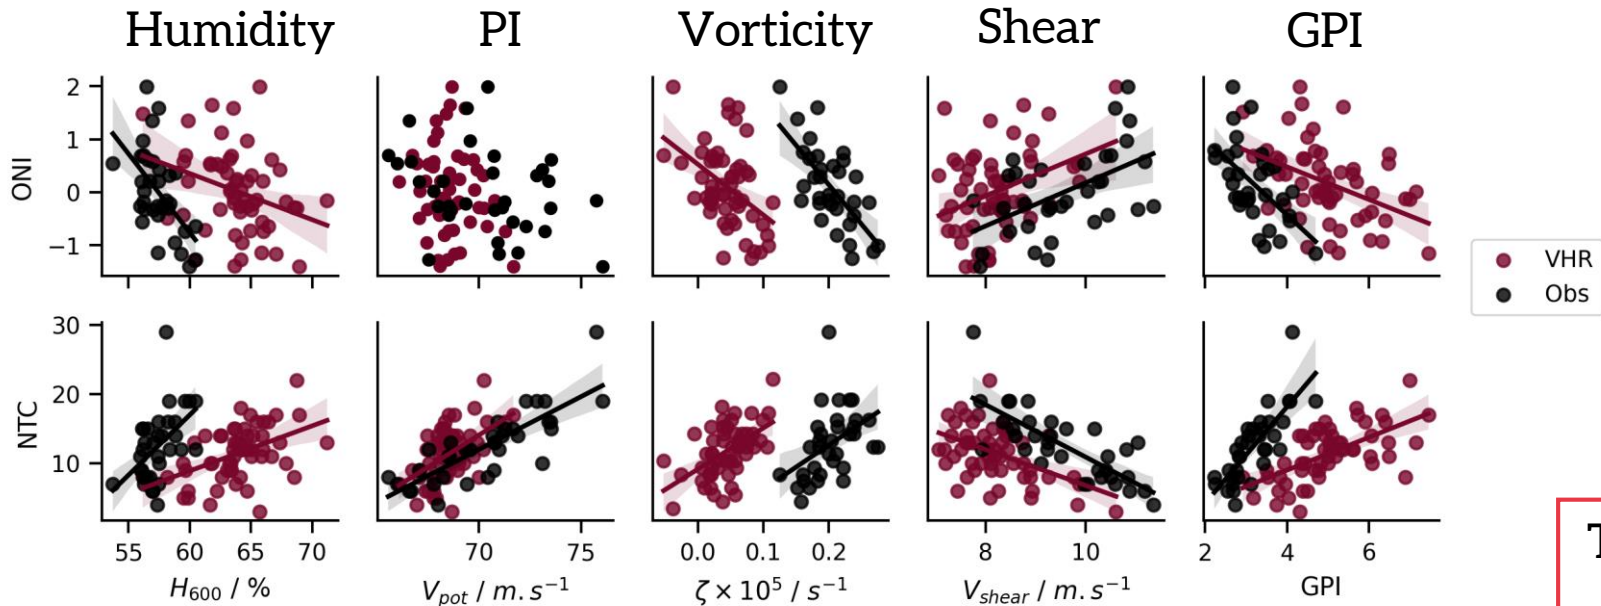 Humidity PI Vorticity Shear GPI
2
1
0
−1
ONI
VHR
Obs
30
20
10
NTC
55 60 65 70
70 75
0.0 0.1 0.2
8 10
2 4 6
H600 / %
Vpot / m.s−1
ζ × 10^5 / s−1
Vshear / m.s−1
GPI